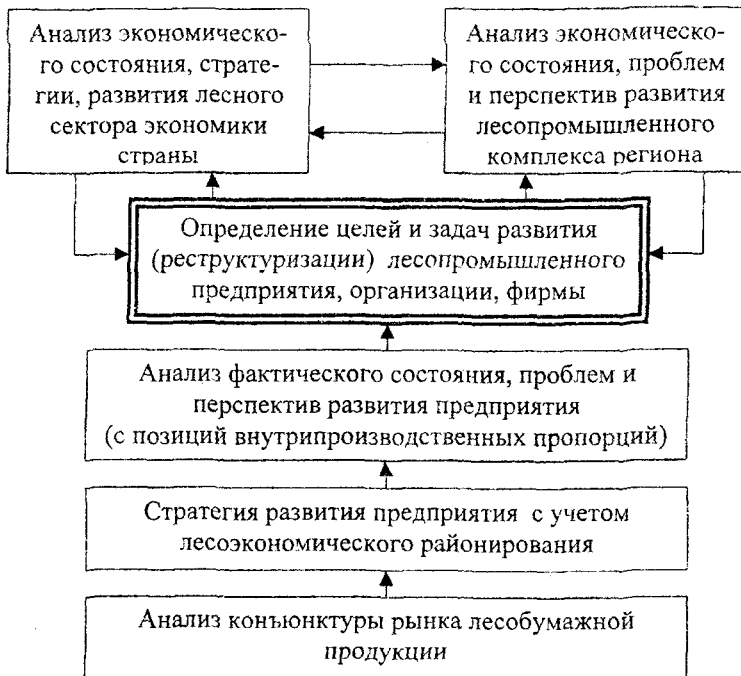 Анализ экономическо-
го состояния, страте-
гии, развития лесного
сектора экономики
страны
Анализ экономическо-
го состояния, проблем
и перспектив развития
лесопромышленного
комплекса региона
Определение целей и задач развития
(реструктуризации) лесопромышленного
предприятия, организации, фирмы
Анализ фактического состояния, проблем и
перспектив развития предприятия
(с позиций внутрипроизводственных пропорций)
Стратегия развития предприятия с учетом
лесоэкономического районирования
Анализ конъюнктуры рынка лесобумажной
продукции